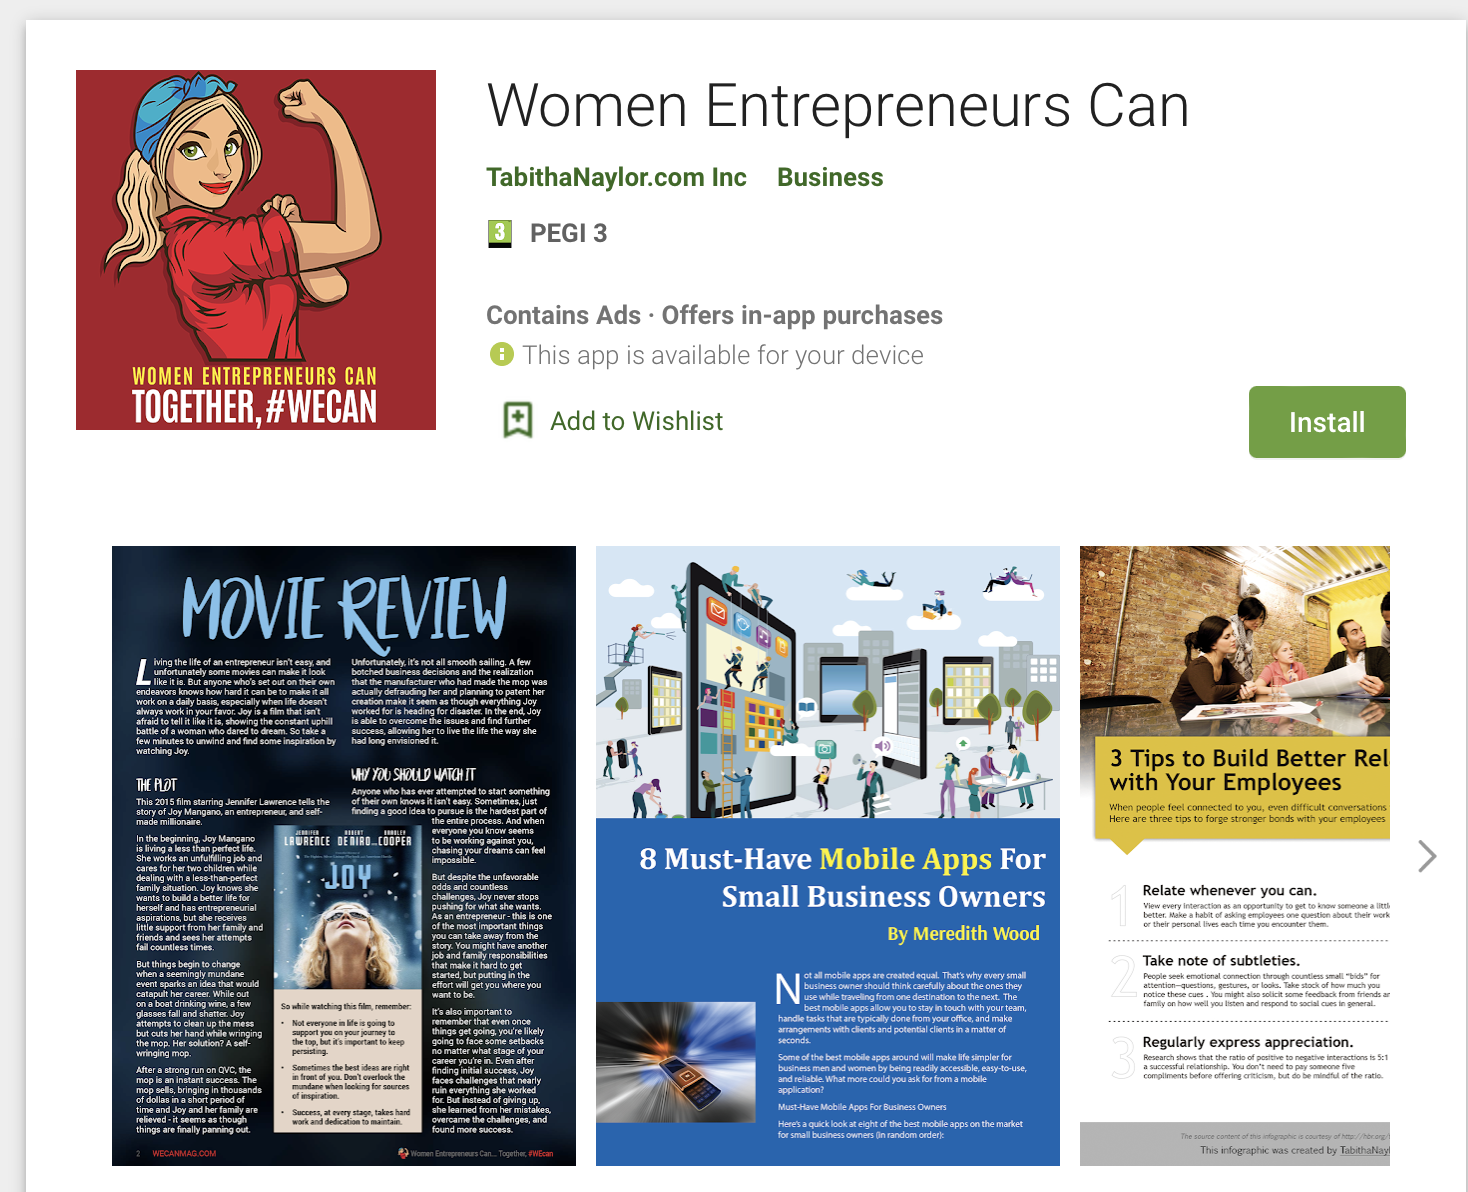 WOMEN ENTREPRENEURS CAN
TOGETHER, #WECAN
Women Entrepreneurs Can
TabithaNaylor.com Inc Business
3 PEGI 3
Contains Ads · Offers in-app purchases
This app is available for your device
Add to Wishlist
Install
MOVIE REVIEW
Living the life of an entrepreneur isn't easy, and
unfortunately some movies can make it look
like it is. But anyone who's set out on their own
endeavors knows how hard it can be to make it all
work on a daily basis, especially when life doesn't
always work in your favor. Joy is a film that isn't
afraid to tell it like it is, showing the constant uphill
battle of a woman who dared to dream. So take a
few minutes to unwind and find some inspiration by
watching Joy.
THE PLOT
This 2015 film starring Jennifer Lawrence tells the
story of Joy Mangano, an entrepreneur, and self-
made millionaire.
In the beginning, Joy Mangano
is living a less than perfect life.
She works an unfulfilling job and
cares for her two children while
dealing with a less-than-perfect
family situation. Joy knows she
wants to build a better life for
herself and has entrepreneurial
aspirations, but she receives
little support from her family and
friends and sees her attempts
fail countless times.
But things begin to change
when a seemingly mundane
event sparks an idea that would
catapult her career. While out
on a boat drinking wine, a few
glasses fall and shatter. Joy
attempts to clean up the mess
but cuts her hand while wringing
the mop. Her solution? A self-
wringing mop.
After a strong run on QVC, the
mop is an instant success. The
mop sells, bringing in thousands
of dollars in a short period of
time and Joy and her family are
relieved - it seems as though
things are finally panning out.
Unfortunately, it's not all smooth sailing. A few
botched business decisions and the realization
that the manufacturer who had made the mop was
actually defrauding her and planning to patent her
creation make it seem as though everything Joy
worked for is heading for disaster. In the end, Joy
is able to overcome the issues and find further
success, allowing her to live the life the way she
had long envisioned it.
WHY YOU SHOULD WATCH IT
Anyone who has ever attempted to start something
of their own knows it isn't easy. Sometimes, just
finding a good idea to pursue is the hardest part of
the entire process. And when
everyone you know seems
to be working against you,
chasing your dreams can feel
impossible.
But despite the unfavorable
odds and countless
challenges, Joy never stops
pushing for what she wants.
As an entrepreneur - this is one
of the most important things
you can take away from the
story. You might have another
job and family responsibilities
that make it hard to get
started, but putting in the
effort will get you where you
want to be.
It's also important to
remember that even once
things get going, you're likely
going to face some setbacks
no matter what stage of your
career you're in. Even after
finding initial success, Joy
faces challenges that nearly
ruin everything she worked
for. But instead of giving up,
she learned from her mistakes,
overcame the challenges, and
found more success.
JENNIFER ROBERT BRADLEY
LAWRENCE DENIRO AND COOPER
JOY
So while watching this film, remember:
• Not everyone in life is going to
support you on your journey to
the top, but it's important to keep
persisting.
• Sometimes the best ideas are right
in front of you. Don't overlook the
mundane when looking for sources
of inspiration.
• Success, at every stage, takes hard
work and dedication to maintain.
2 WECANMAG.COM
Women Entrepreneurs Can... Together, #WEcan
8 Must-Have Mobile Apps For
Small Business Owners
By Meredith Wood
Not all mobile apps are created equal. That's why every small
business owner should think carefully about the ones they
use while traveling from one destination to the next. The
best mobile apps allow you to stay in touch with your team,
handle tasks that are typically done from your office, and make
arrangements with clients and potential clients in a matter of
seconds.
Some of the best mobile apps around will make life simpler for
business men and women by being readily accessible, easy-to-use,
and reliable. What more could you ask for from a mobile
application?
Must-Have Mobile Apps For Business Owners
Here's a quick look at eight of the best mobile apps on the market
for small business owners (in random order):
3 Tips to Build Better Rel
with Your Employees
When people feel connected to you, even difficult conversations
Here are three tips to forge stronger bonds with your employees
1 Relate whenever you can.
View every interaction as an opportunity to get to know someone a littl
better. Make a habit of asking employees one question about their work
or their personal lives each time you encounter them.
2 Take note of subtleties.
People seek emotional connection through countless small "bids" for
attention—questions, gestures, or looks. Take stock of how much you
notice these cues . You might also solicit some feedback from friends ar
family on how well you listen and respond to social cues in general.
3 Regularly express appreciation.
Research shows that the ratio of positive to negative interactions is 5:1
a successful relationship. You don"t need to pay someone five
compliments before offering criticism, but do be mindful of the ratio.
The source content of this infographic is courtesy of http://hbr.org/
This infographic was created by TabithaNayl